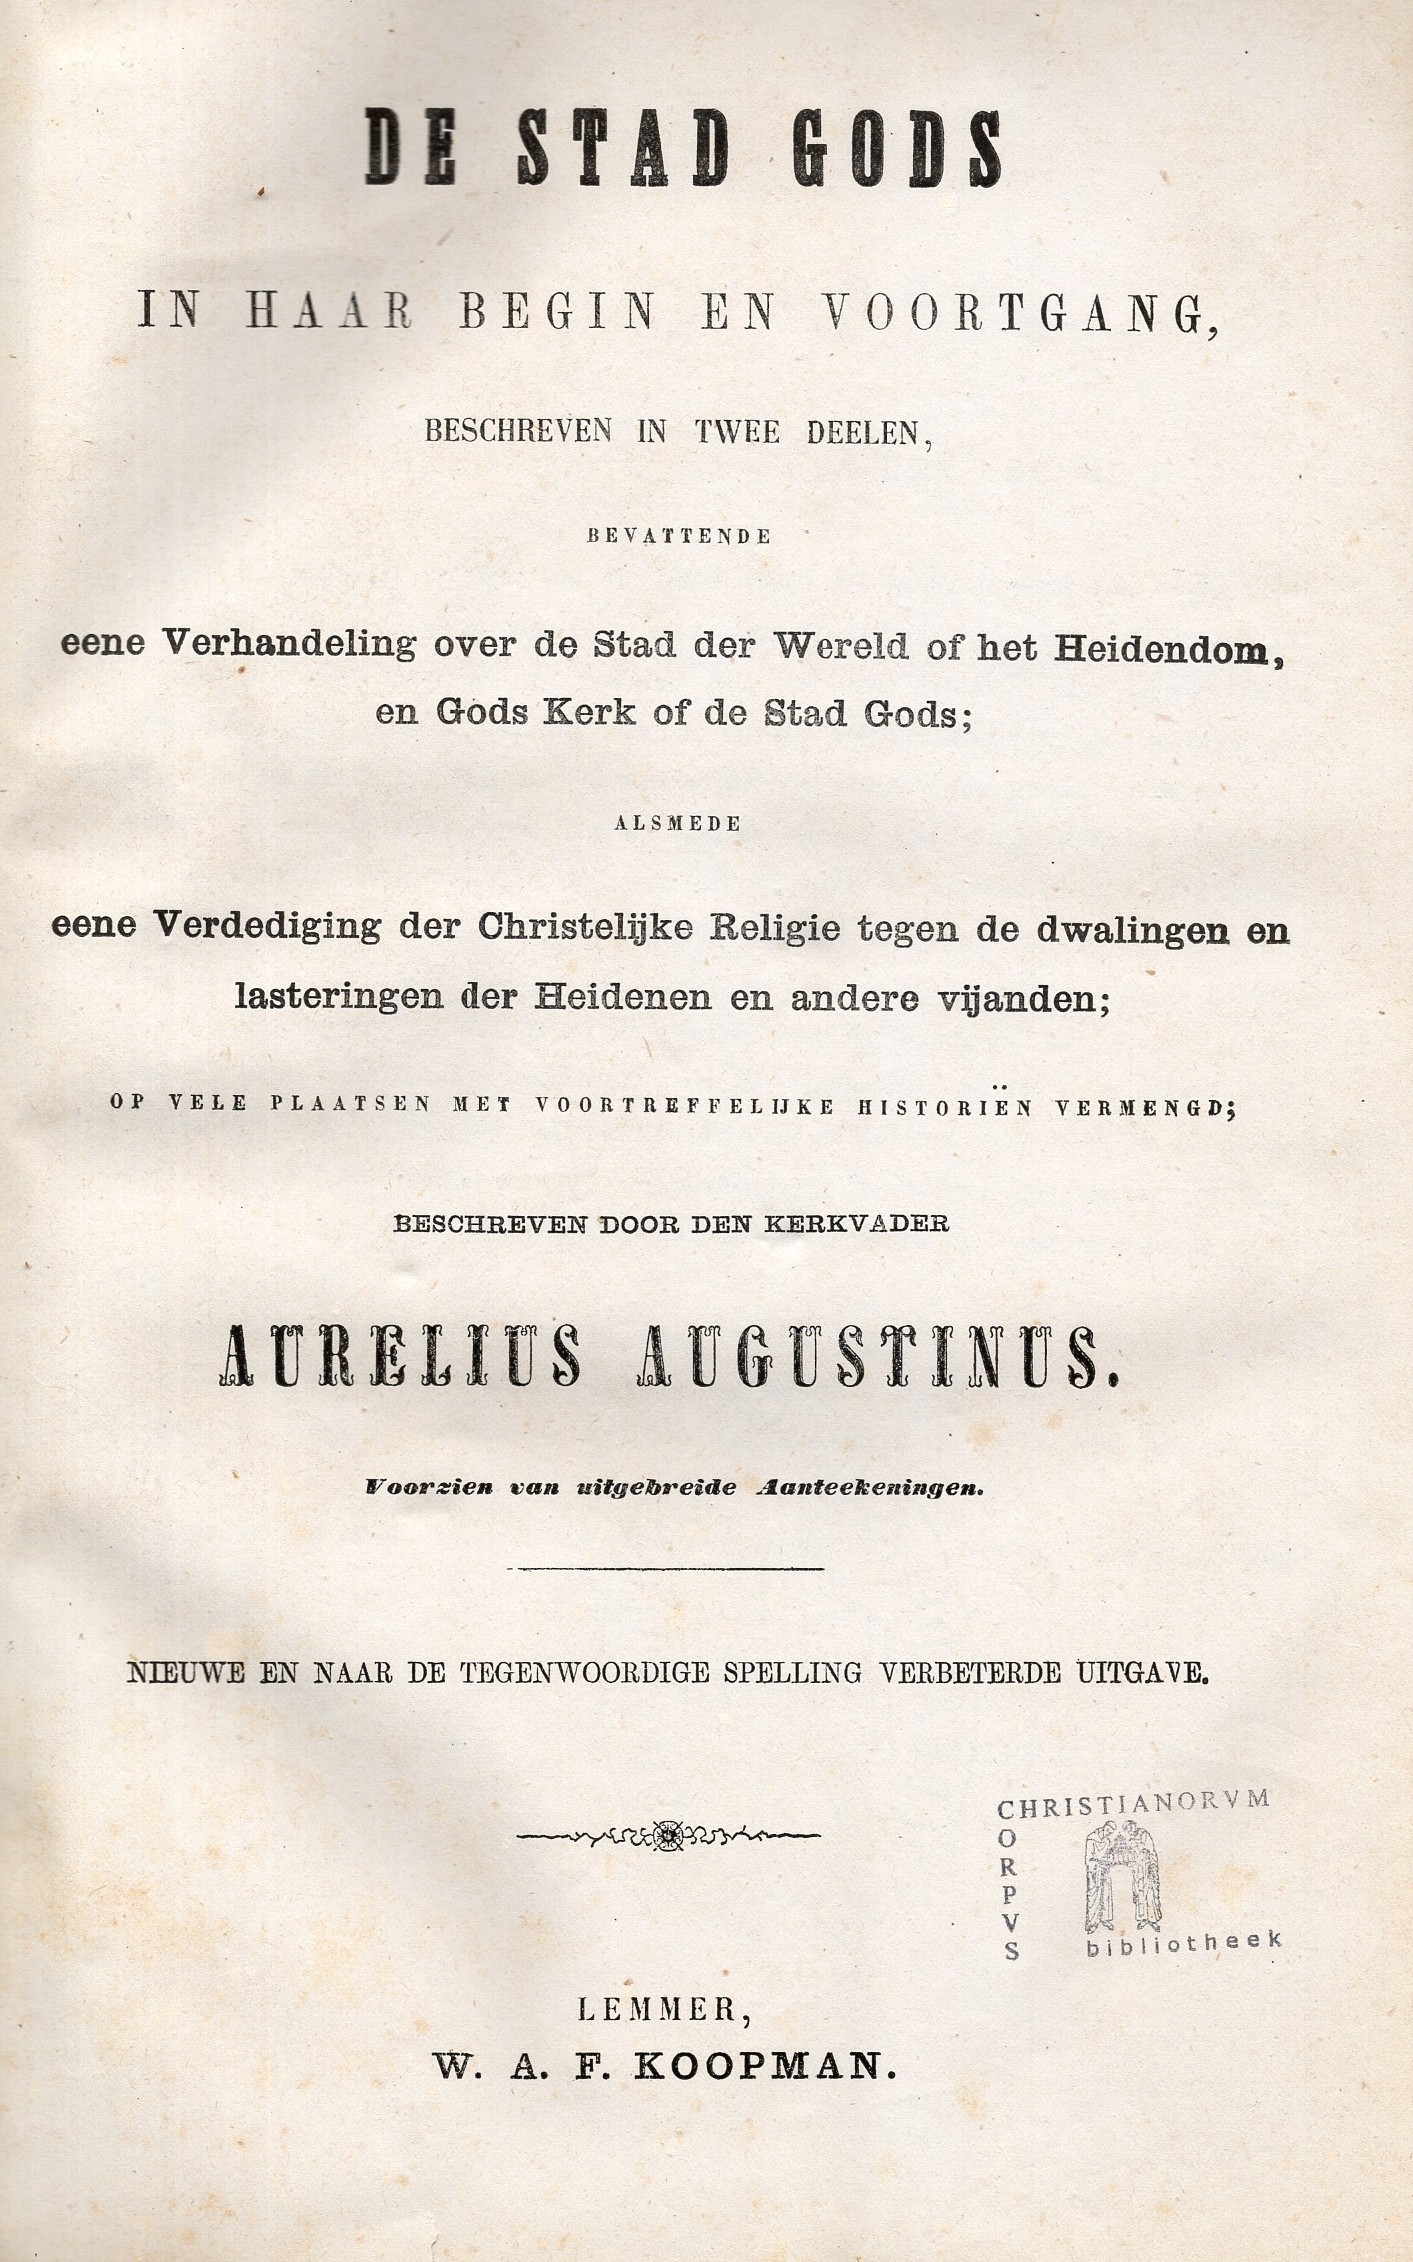 DE STAD GODS
IN HAAR BEGIN EN VOORTGANG,
BESCHREVEN IN TWEE DEELEN,
BEVATTENDE
eene Verhandeling over de Stad der Wereld of het Heidendom,
en Gods Kerk of de Stad Gods;
ALSMEDE
eene Verdediging der Christelijke Religie tegen de dwalingen en
lasteringen der Heidenen en andere vijanden;
OP VELE PLAATSEN MET VOORTREFFELIJKE HISTORIËN VERMENGD;
BESCHREVEN DOOR DEN KERKVADER
AURELIUS AUGUSTINUS.
Voorzien van uitgebreide Aanteekeningen.
NIEUWE EN NAAR DE TEGENWOORDIGE SPELLING VERBETERDE UITGAVE.
CHRISTIANORVM
CORPVS
bibliotheek
LEMMER,
W. A. F. KOOPMAN.